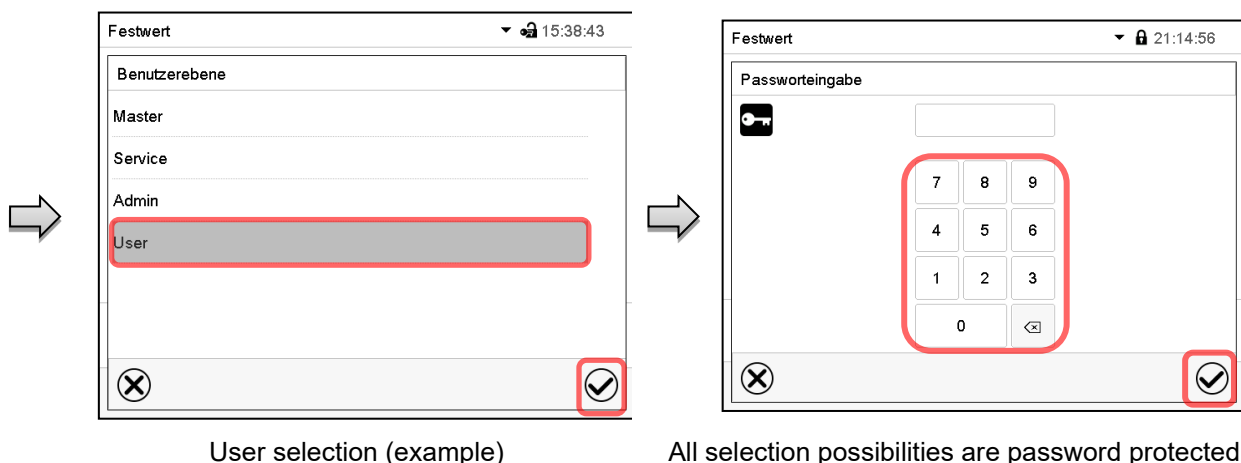 Festwert 15:38:43
Benutzerebene
Master
Service
Admin
User
User selection (example)
Festwert 21:14:56
Passworteingabe
7 8 9
4 5 6
1 2 3
0
All selection possibilities are password protected